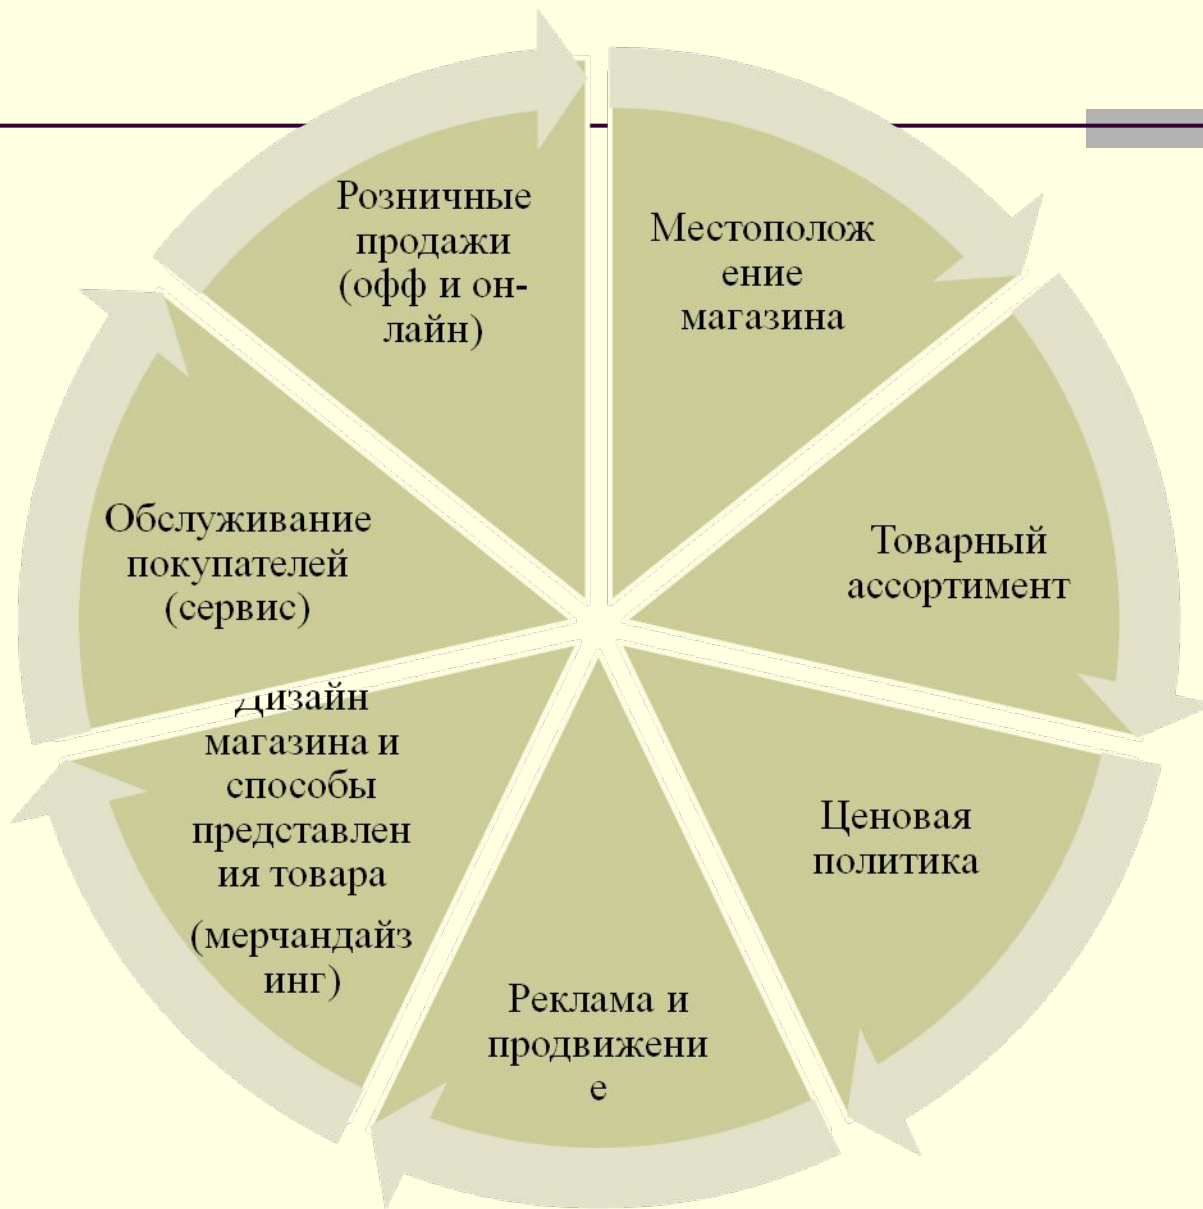 Розничные
продажи
(офф и он-
лайн)
Местополож
ение
магазина
Товарный
ассортимент
Ценовая
политика
Реклама и
продвижени
е
Дизайн
магазина и
способы
представлен
ия товара
(мерчандайз
инг)
Обслуживание
покупателей
(сервис)